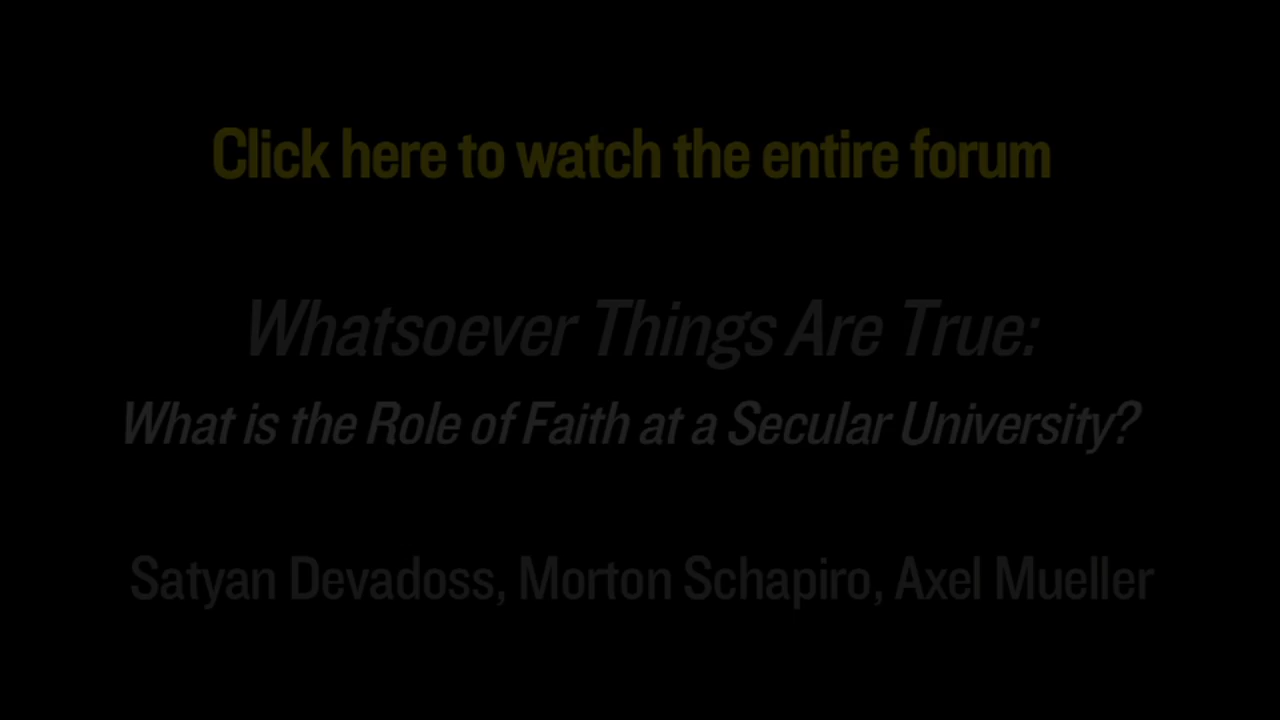 Click here to watch the entire forum
Whatsoever Things Are True:
What is the Role of Faith at a Secular University?
Satyan Devadoss, Morton Schapiro, Axel Mueller